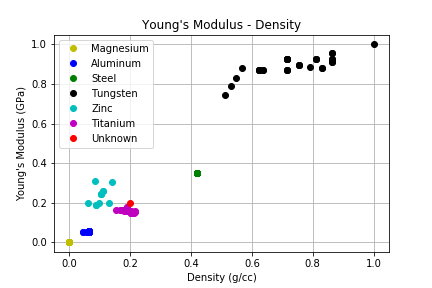 Young's Modulus - Density
Magnesium
Aluminum
Steel
Tungsten
Zinc
Titanium
Unknown
Young's Modulus (GPa)
1.0
0.8
0.6
0.4
0.2
0.0
0.0 0.2 0.4 0.6 0.8 1.0
Density (g/cc)